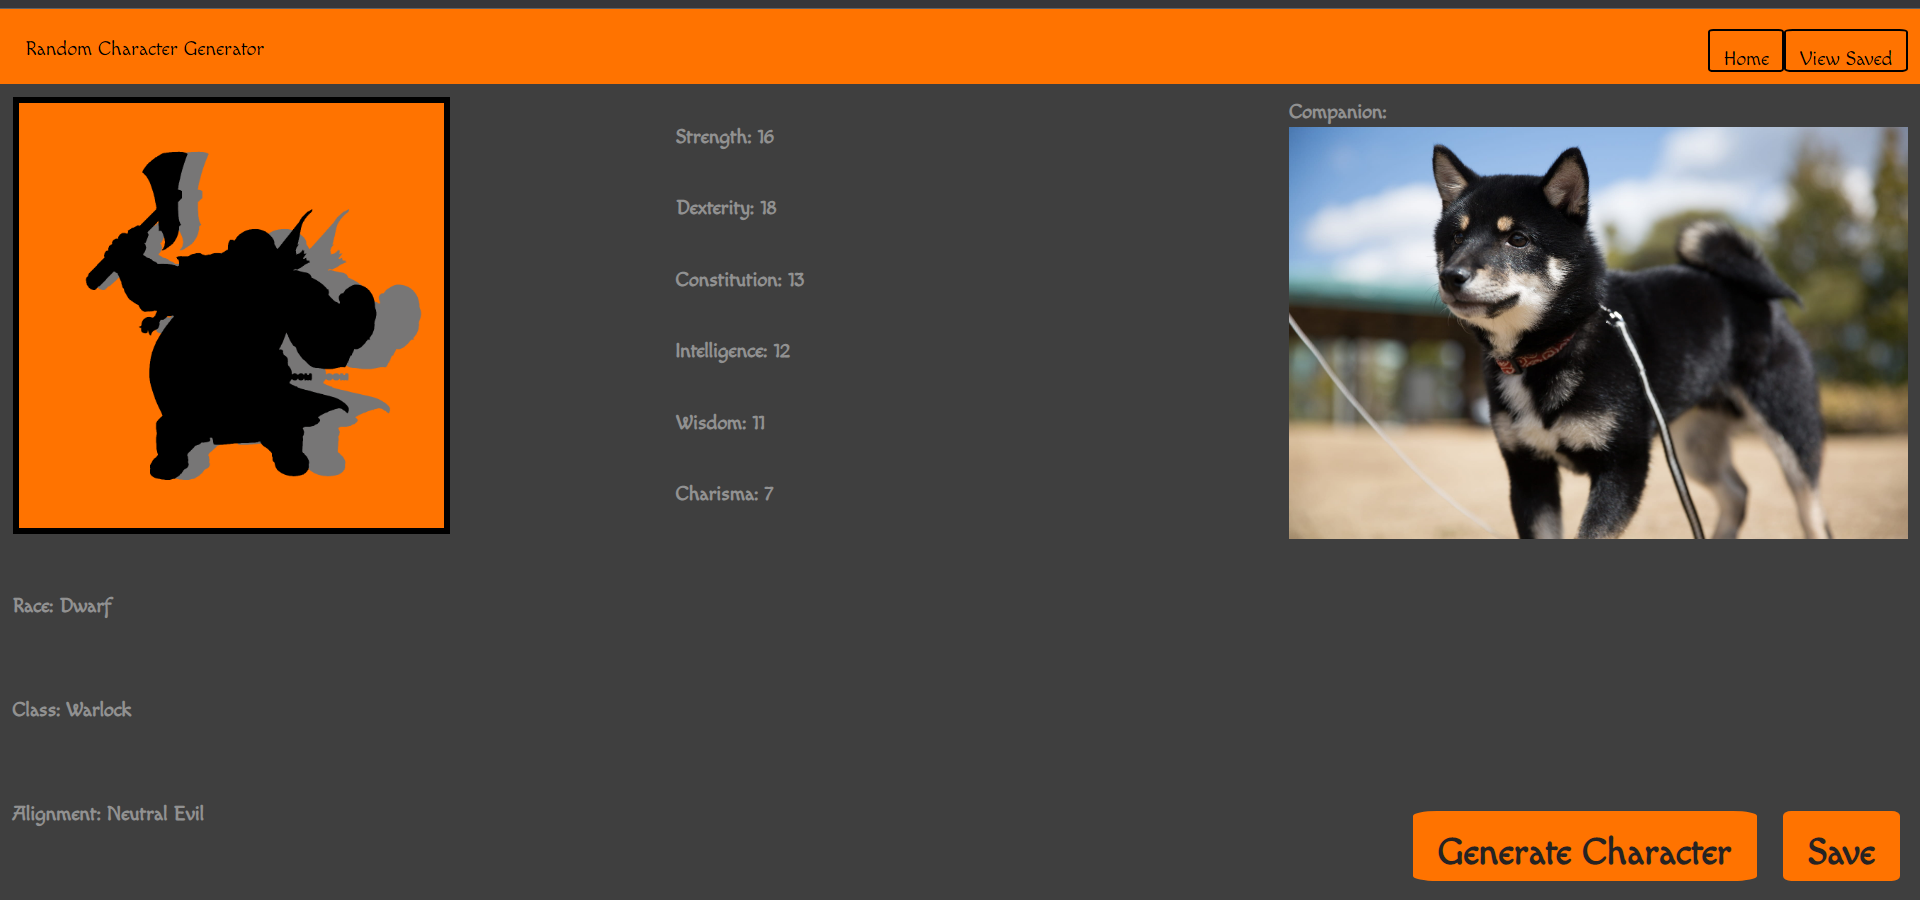 Random Character Generator
Home
View Saved
Strength: 16
Dexterity: 18
Constitution: 13
Intelligence: 12
Wisdom: 11
Charisma: 7
Companion:
Race: Dwarf
Class: Warlock
Alignment: Neutral Evil
Generate Character
Save